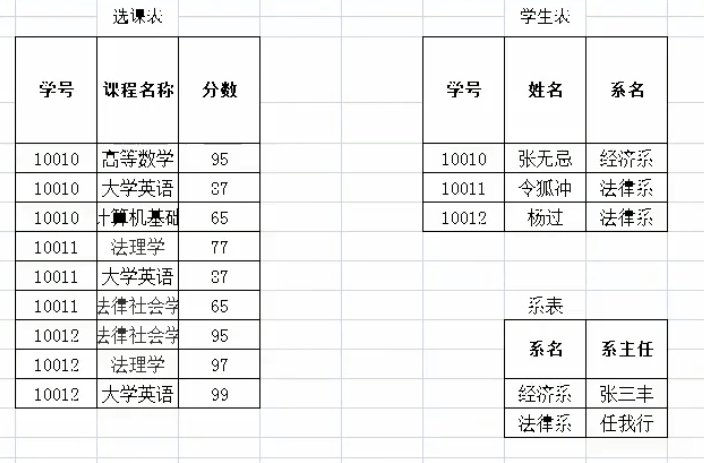 选课表
学号 课程名称 分数
10010 高等数学 95
10010 大学英语 87
10010 计算机基础 65
10011 法理学 77
10011 大学英语 87
10011 法律社会学 65
10012 法律社会学 95
10012 法理学 97
10012 大学英语 99
学生表
学号 姓名 系名
10010 张无忌 经济系
10011 令狐冲 法律系
10012 杨过 法律系
系表
系名 系主任
经济系 张三丰
法律系 任我行